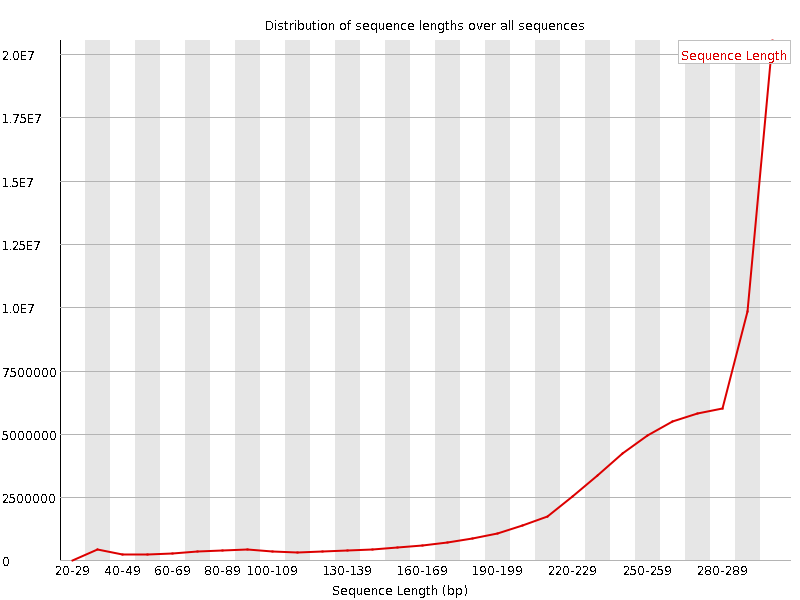 Distribution of sequence lengths over all sequences
Sequence Length
2.0E7
1.75E7
1.5E7
1.25E7
1.0E7
7500000
5000000
2500000
0
20-29 40-49 60-69 80-89 100-109 130-139 160-169 190-199 220-229 250-259 280-289
Sequence Length (bp)